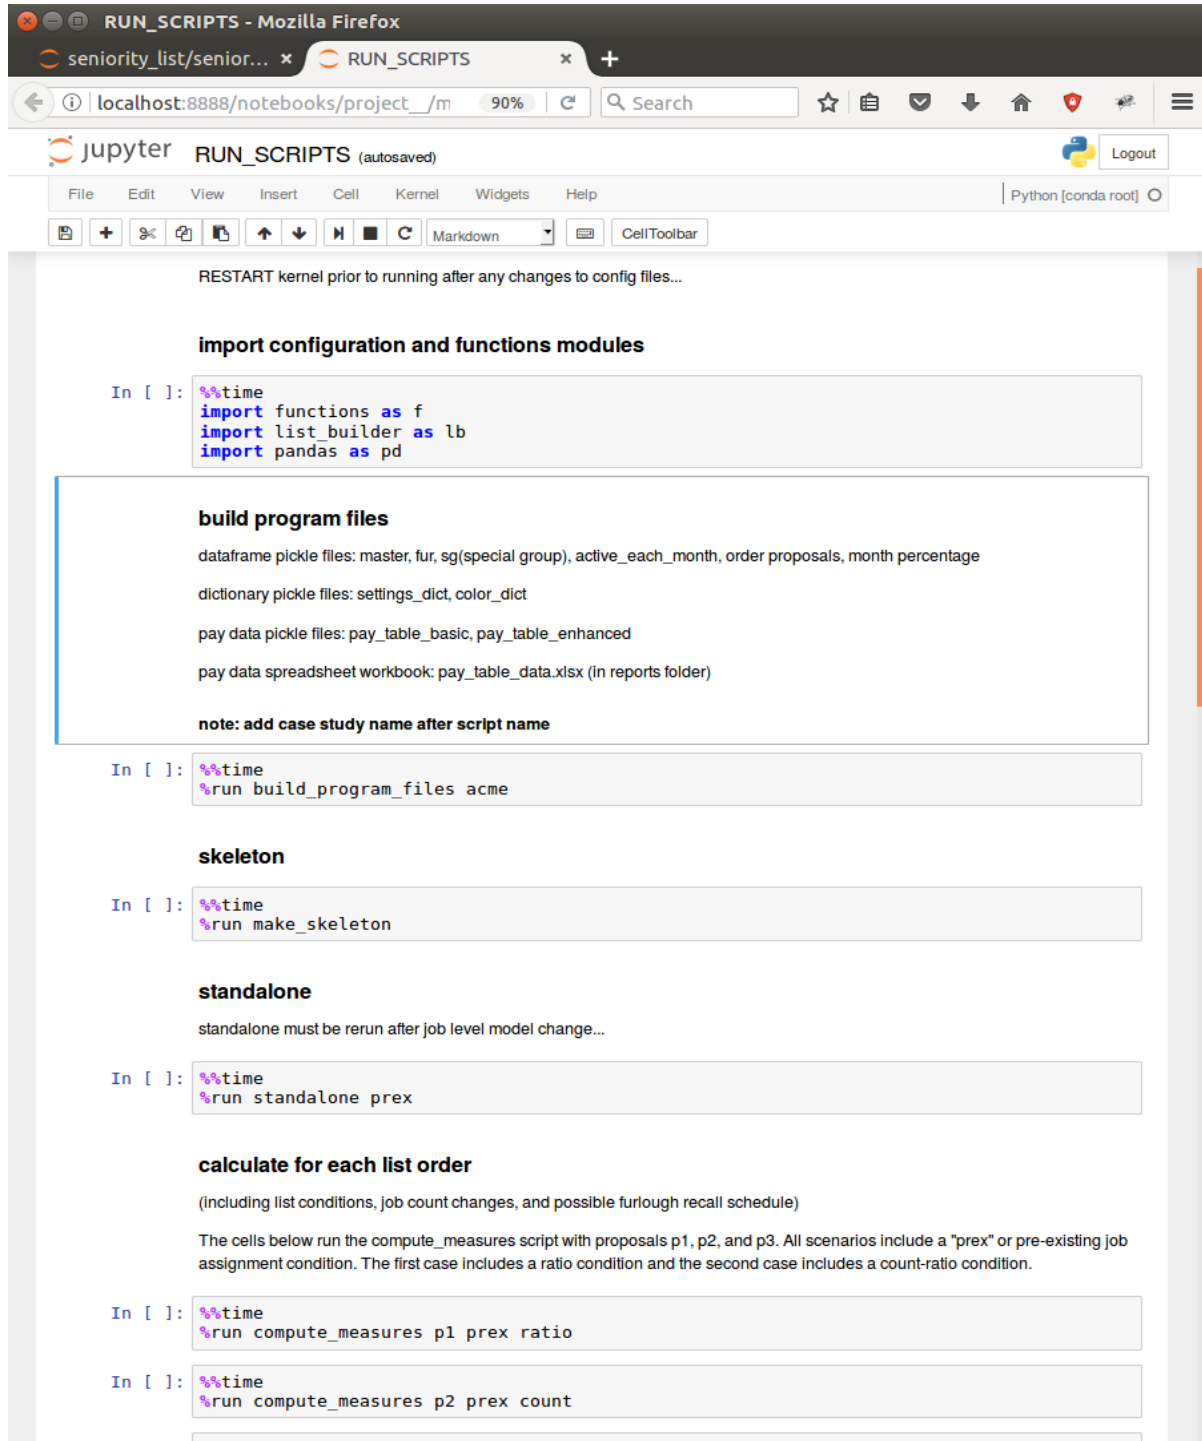 RUN_SCRIPTS - Mozilla Firefox
seniority_list/senior... × RUN_SCRIPTS × +
localhost:8888/notebooks/project__/m 90% Search
jupyter RUN_SCRIPTS (autosaved) Logout
File Edit View Insert Cell Kernel Widgets Help Python [conda root]
Markdown CellToolbar
RESTART kernel prior to running after any changes to config files...
import configuration and functions modules
In [ ]: %%time
import functions as f
import list_builder as lb
import pandas as pd
build program files
dataframe pickle files: master, fur, sg(special group), active_each_month, order proposals, month percentage
dictionary pickle files: settings_dict, color_dict
pay data pickle files: pay_table_basic, pay_table_enhanced
pay data spreadsheet workbook: pay_table_data.xlsx (in reports folder)
note: add case study name after script name
In [ ]: %%time
%run build_program_files acme
skeleton
In [ ]: %%time
%run make_skeleton
standalone
standalone must be rerun after job level model change...
In [ ]: %%time
%run standalone prex
calculate for each list order
(including list conditions, job count changes, and possible furlough recall schedule)
The cells below run the compute_measures script with proposals p1, p2, and p3. All scenarios include a "prex" or pre-existing job
assignment condition. The first case includes a ratio condition and the second case includes a count-ratio condition.
In [ ]: %%time
%run compute_measures p1 prex ratio
In [ ]: %%time
%run compute_measures p2 prex count